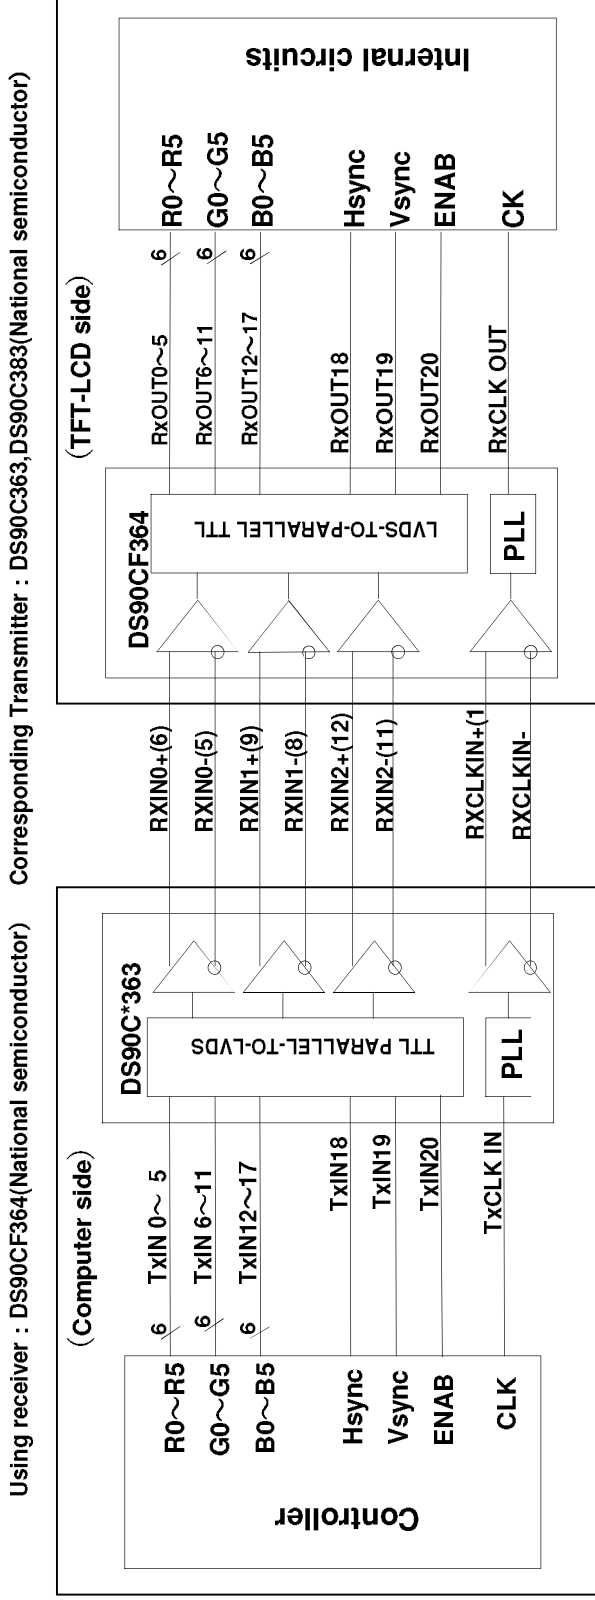 Using receiver : DS90CF364(National semiconductor)
Corresponding Transmitter : DS90C363,DS90C383(National semiconductor)
(Computer side)
(TFT-LCD side)
Controller
R0～R5
G0～G5
B0～B5
Hsync
Vsync
ENAB
CLK
6
6
6
TxIN 0～ 5
TxIN 6～11
TxIN12～17
TxIN18
TxIN19
TxIN20
TxCLK IN
DS90C*363
TTL PARALLEL-TO-LVDS
PLL
RXIN0+(6)
RXIN0-(5)
RXIN1+(9)
RXIN1-(8)
RXIN2+(12)
RXIN2-(11)
RXCLKIN+(1
RXCLKIN-
DS90CF364
LVDS-TO-PARALLEL TTL
PLL
RxOUT0～5
RxOUT6～11
RxOUT12～17
RxOUT18
RxOUT19
RxOUT20
RxCLK OUT
6
6
6
R0～R5
G0～G5
B0～B5
Hsync
Vsync
ENAB
CK
Internal circuits